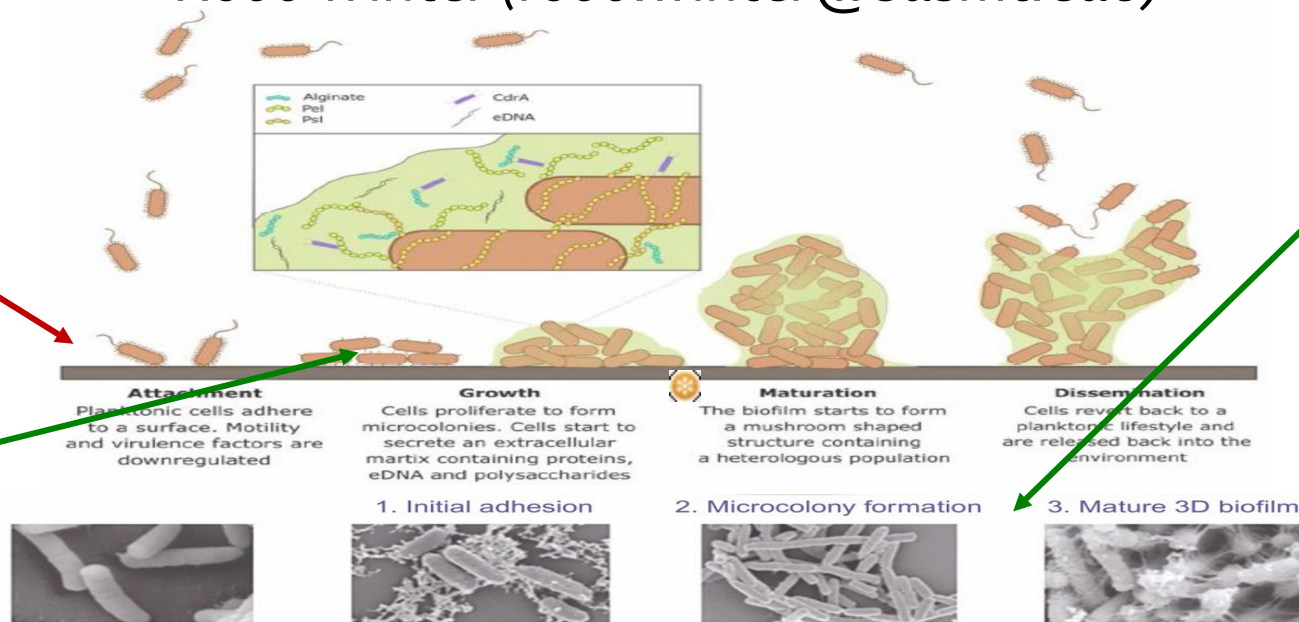 Alginate
Pel
Psl
CdrA
eDNA
Attachment
Planktonic cells adhere
to a surface. Motility
and virulence factors are
downregulated
Growth
Cells proliferate to form
microcolonies. Cells start to
secrete an extracellular
martix containing proteins,
eDNA and polysaccharides
Maturation
The biofilm starts to form
a mushroom shaped
structure containing
a heterologous population
Dissemination
Cells revert back to a
planktonic lifestyle and
are released back into the
environment
1. Initial adhesion
2. Microcolony formation
3. Mature 3D biofilm